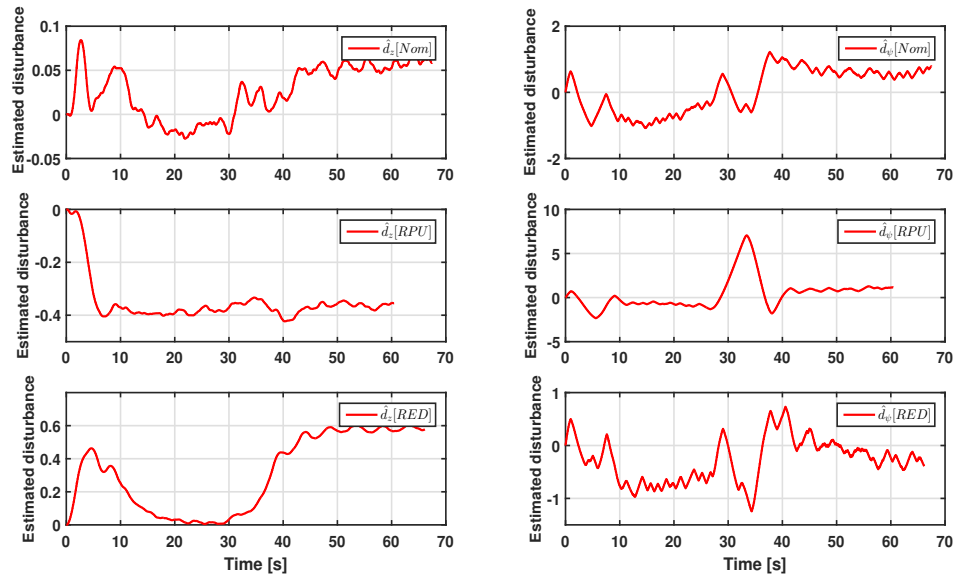 Estimated disturbance
0.1
0.05
0
-0.05
0 10 20 30 40 50 60 70
d̂_z[Nom]
Estimated disturbance
2
0
-2
0 10 20 30 40 50 60 70
d̂_ψ[Nom]
Estimated disturbance
0
-0.2
-0.4
0 10 20 30 40 50 60 70
d̂_z[RPU]
Estimated disturbance
10
5
0
-5
0 10 20 30 40 50 60 70
d̂_ψ[RPU]
Estimated disturbance
0.6
0.4
0.2
0
0 10 20 30 40 50 60 70
Time [s]
d̂_z[RED]
Estimated disturbance
1
0
-1
0 10 20 30 40 50 60 70
Time [s]
d̂_ψ[RED]